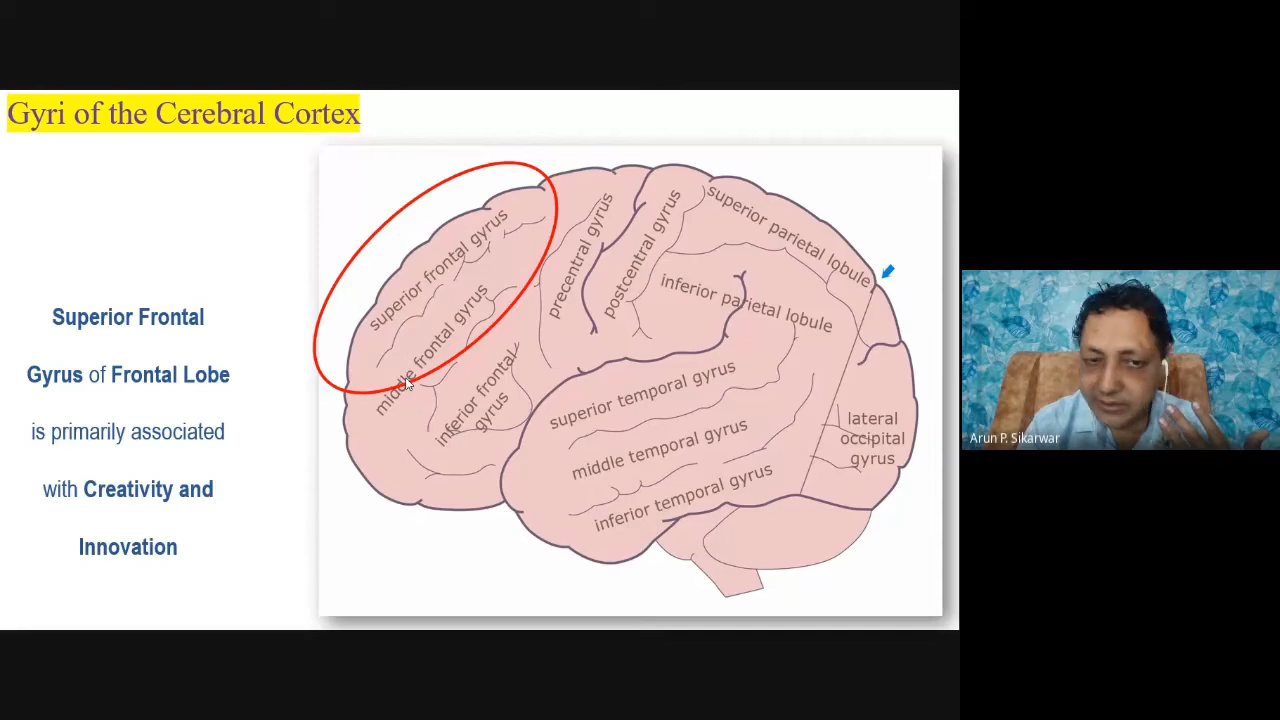 Gyri of the Cerebral Cortex
Superior Frontal
Gyrus of Frontal Lobe
is primarily associated
with Creativity and
Innovation
superior frontal gyrus
middle frontal gyrus
inferior frontal
gyrus
precentral gyrus
postcentral gyrus
superior parietal lobule
inferior parietal lobule
superior temporal gyrus
middle temporal gyrus
inferior temporal gyrus
lateral
occipital
gyrus
Arun P. Sikarwar